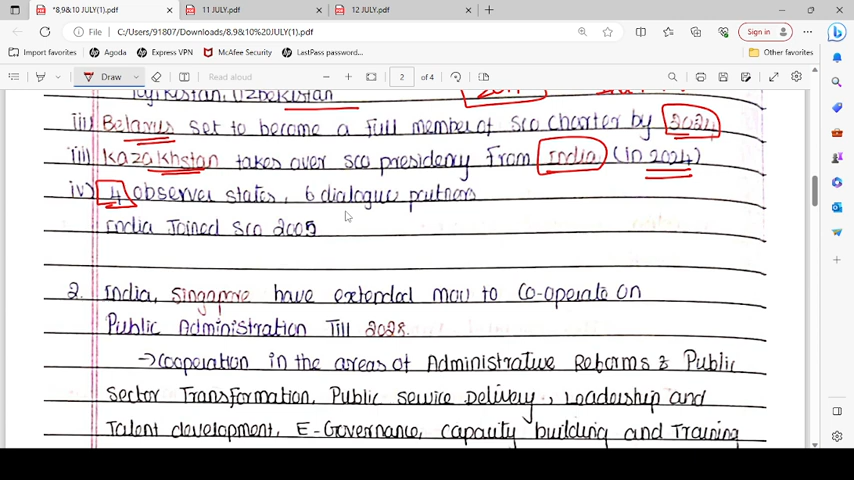 *8,9&10 JULY(1).pdf
11 JULY.pdf
12 JULY.pdf
File
C:/Users/91807/Downloads/8,9&10%20JULY(1).pdf
Sign in
Import favorites
Agoda
Express VPN
McAfee Security
LastPass password...
Other favorites
Draw
Read aloud
2
of 4
Uzbekistan
iii) Belarus set to become a full member of SCO charter by 2024
iii) Kazakhstan takes over SCO presidency from India (in 2024)
iv) 4 observer states, 6 dialogue partners
India Joined SCO 2005
2. India, Singapore have extended MOU to Co-operate on
Public Administration Till 2028.
→ cooperation in the areas of Administrative Reforms & Public
Sector Transformation, Public service Delivery, Leadership and
Talent development, E-Governance, capacity building and Training